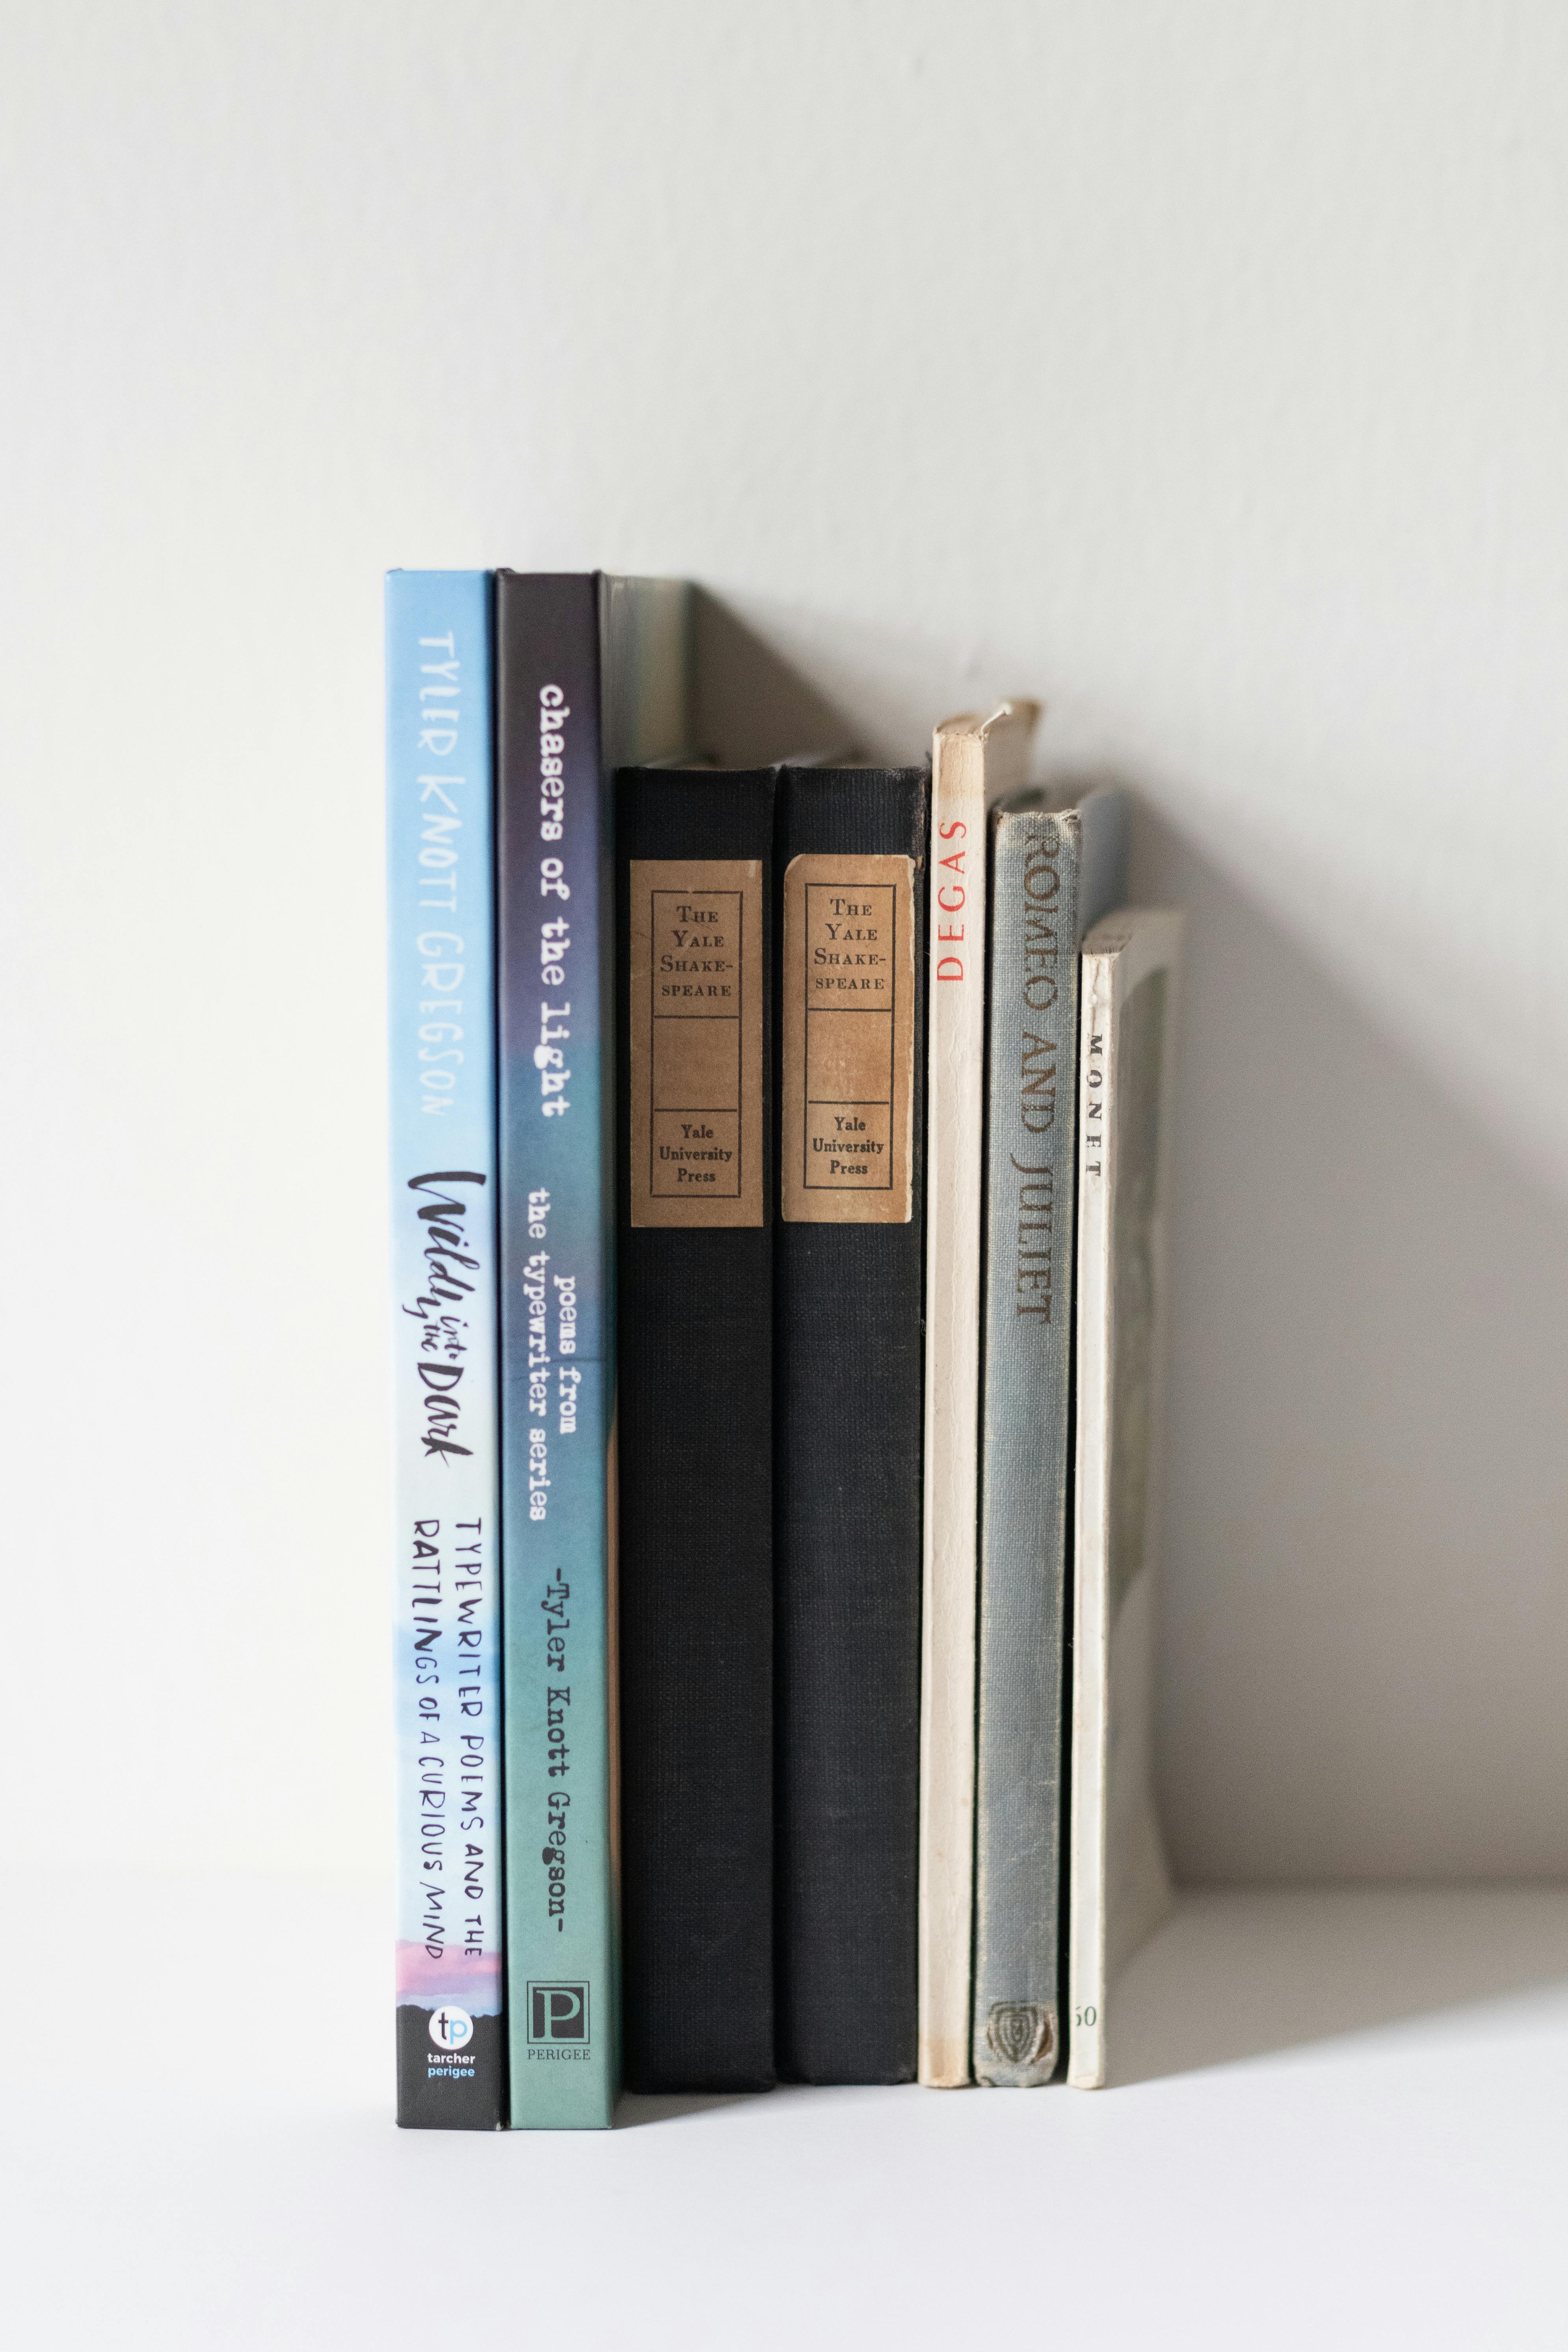 TYLER KNOTT GREGSON
Wildly into
the Dark
TYPEWRITER POEMS AND THE
RATTLINGS OF A CURIOUS MIND
tp
tarcher
perigee
chasers of the light
poems from
the typewriter series
-Tyler Knott Gregson-
P
PERIGEE
THE
YALE
SHAKE-
SPEARE
Yale
University
Press
THE
YALE
SHAKE-
SPEARE
Yale
University
Press
DEGAS
ROMEO AND JULIET
MONET